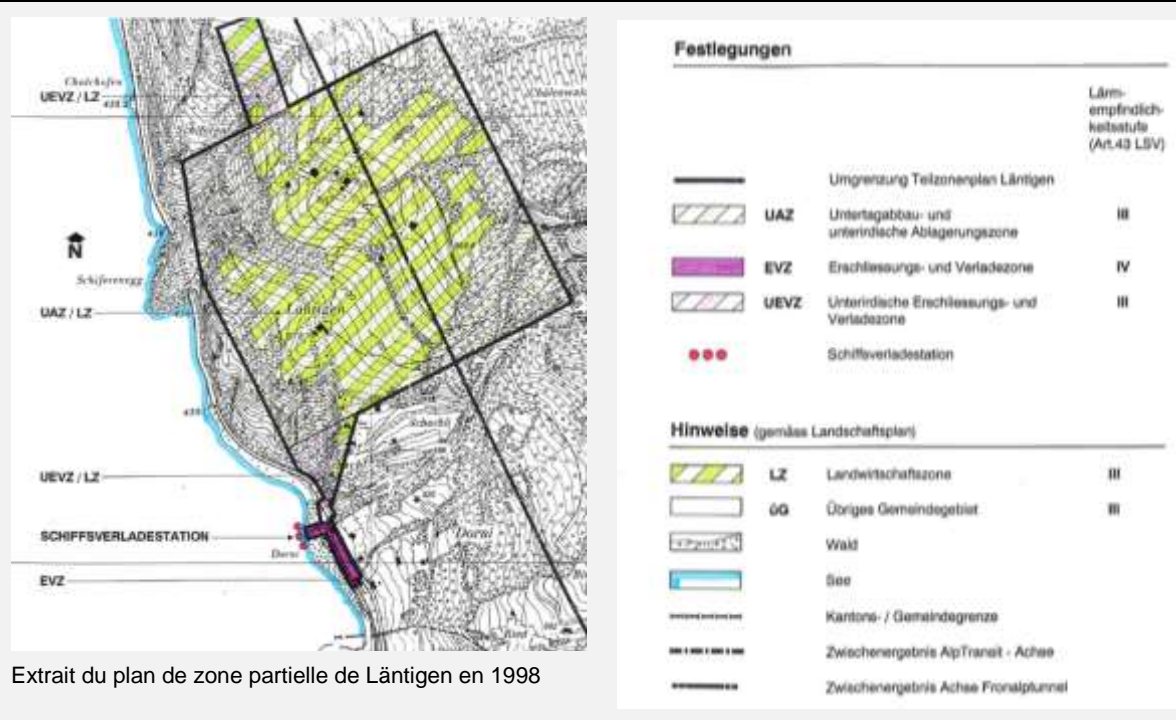 Chalchofen
UEVZ / LZ
Schiferenegg
UAZ / LZ
N
Läntigen
UEVZ / LZ
SCHIFFSVERLADESTATION
Dorni
Dorni
EVZ
Ried
Extrait du plan de zone partielle de Läntigen en 1998
Festlegungen
Lärm-
empfindlich-
keitsstufe
(Art.43 LSV)
Umgrenzung Teilzonenplan Läntigen
UAZ Untertagabbau- und III
unterirdische Ablagerungszone
EVZ Erschliessungs- und Verladezone IV
UEVZ Unterirdische Erschliessungs- und III
Verladezone
Schiffsverladestation
Hinweise (gemäss Landschaftsplan)
LZ Landwirtschaftszone III
üG Übriges Gemeindegebiet III
Wald
See
Kantons- / Gemeindegrenze
Zwischenergebnis AlpTransit - Achse
Zwischenergebnis Achse Fronalptunnel